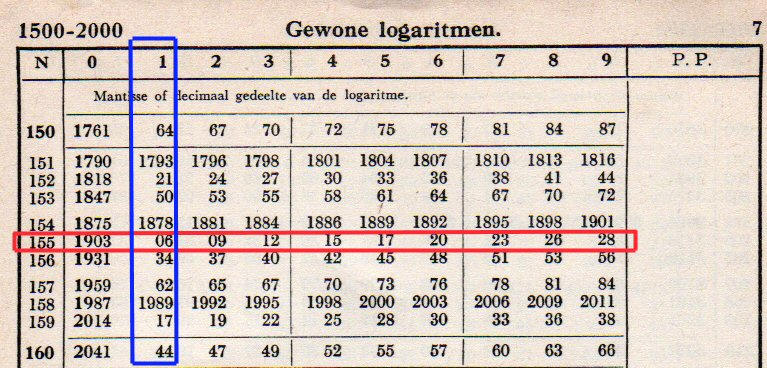 1500-2000 Gewone logaritmen. 7
N 0 1 2 3 4 5 6 7 8 9 P. P.
Mantisse of decimaal gedeelte van de logaritme.
150 1761 64 67 70 72 75 78 81 84 87
151 1790 1793 1796 1798 1801 1804 1807 1810 1813 1816
152 1818 21 24 27 30 33 36 38 41 44
153 1847 50 53 55 58 61 64 67 70 72
154 1875 1878 1881 1884 1886 1889 1892 1895 1898 1901
155 1903 06 09 12 15 17 20 23 26 28
156 1931 34 37 40 42 45 48 51 53 56
157 1959 62 65 67 70 73 76 78 81 84
158 1987 1989 1992 1995 1998 2000 2003 2006 2009 2011
159 2014 17 19 22 25 28 30 33 36 38
160 2041 44 47 49 52 55 57 60 63 66